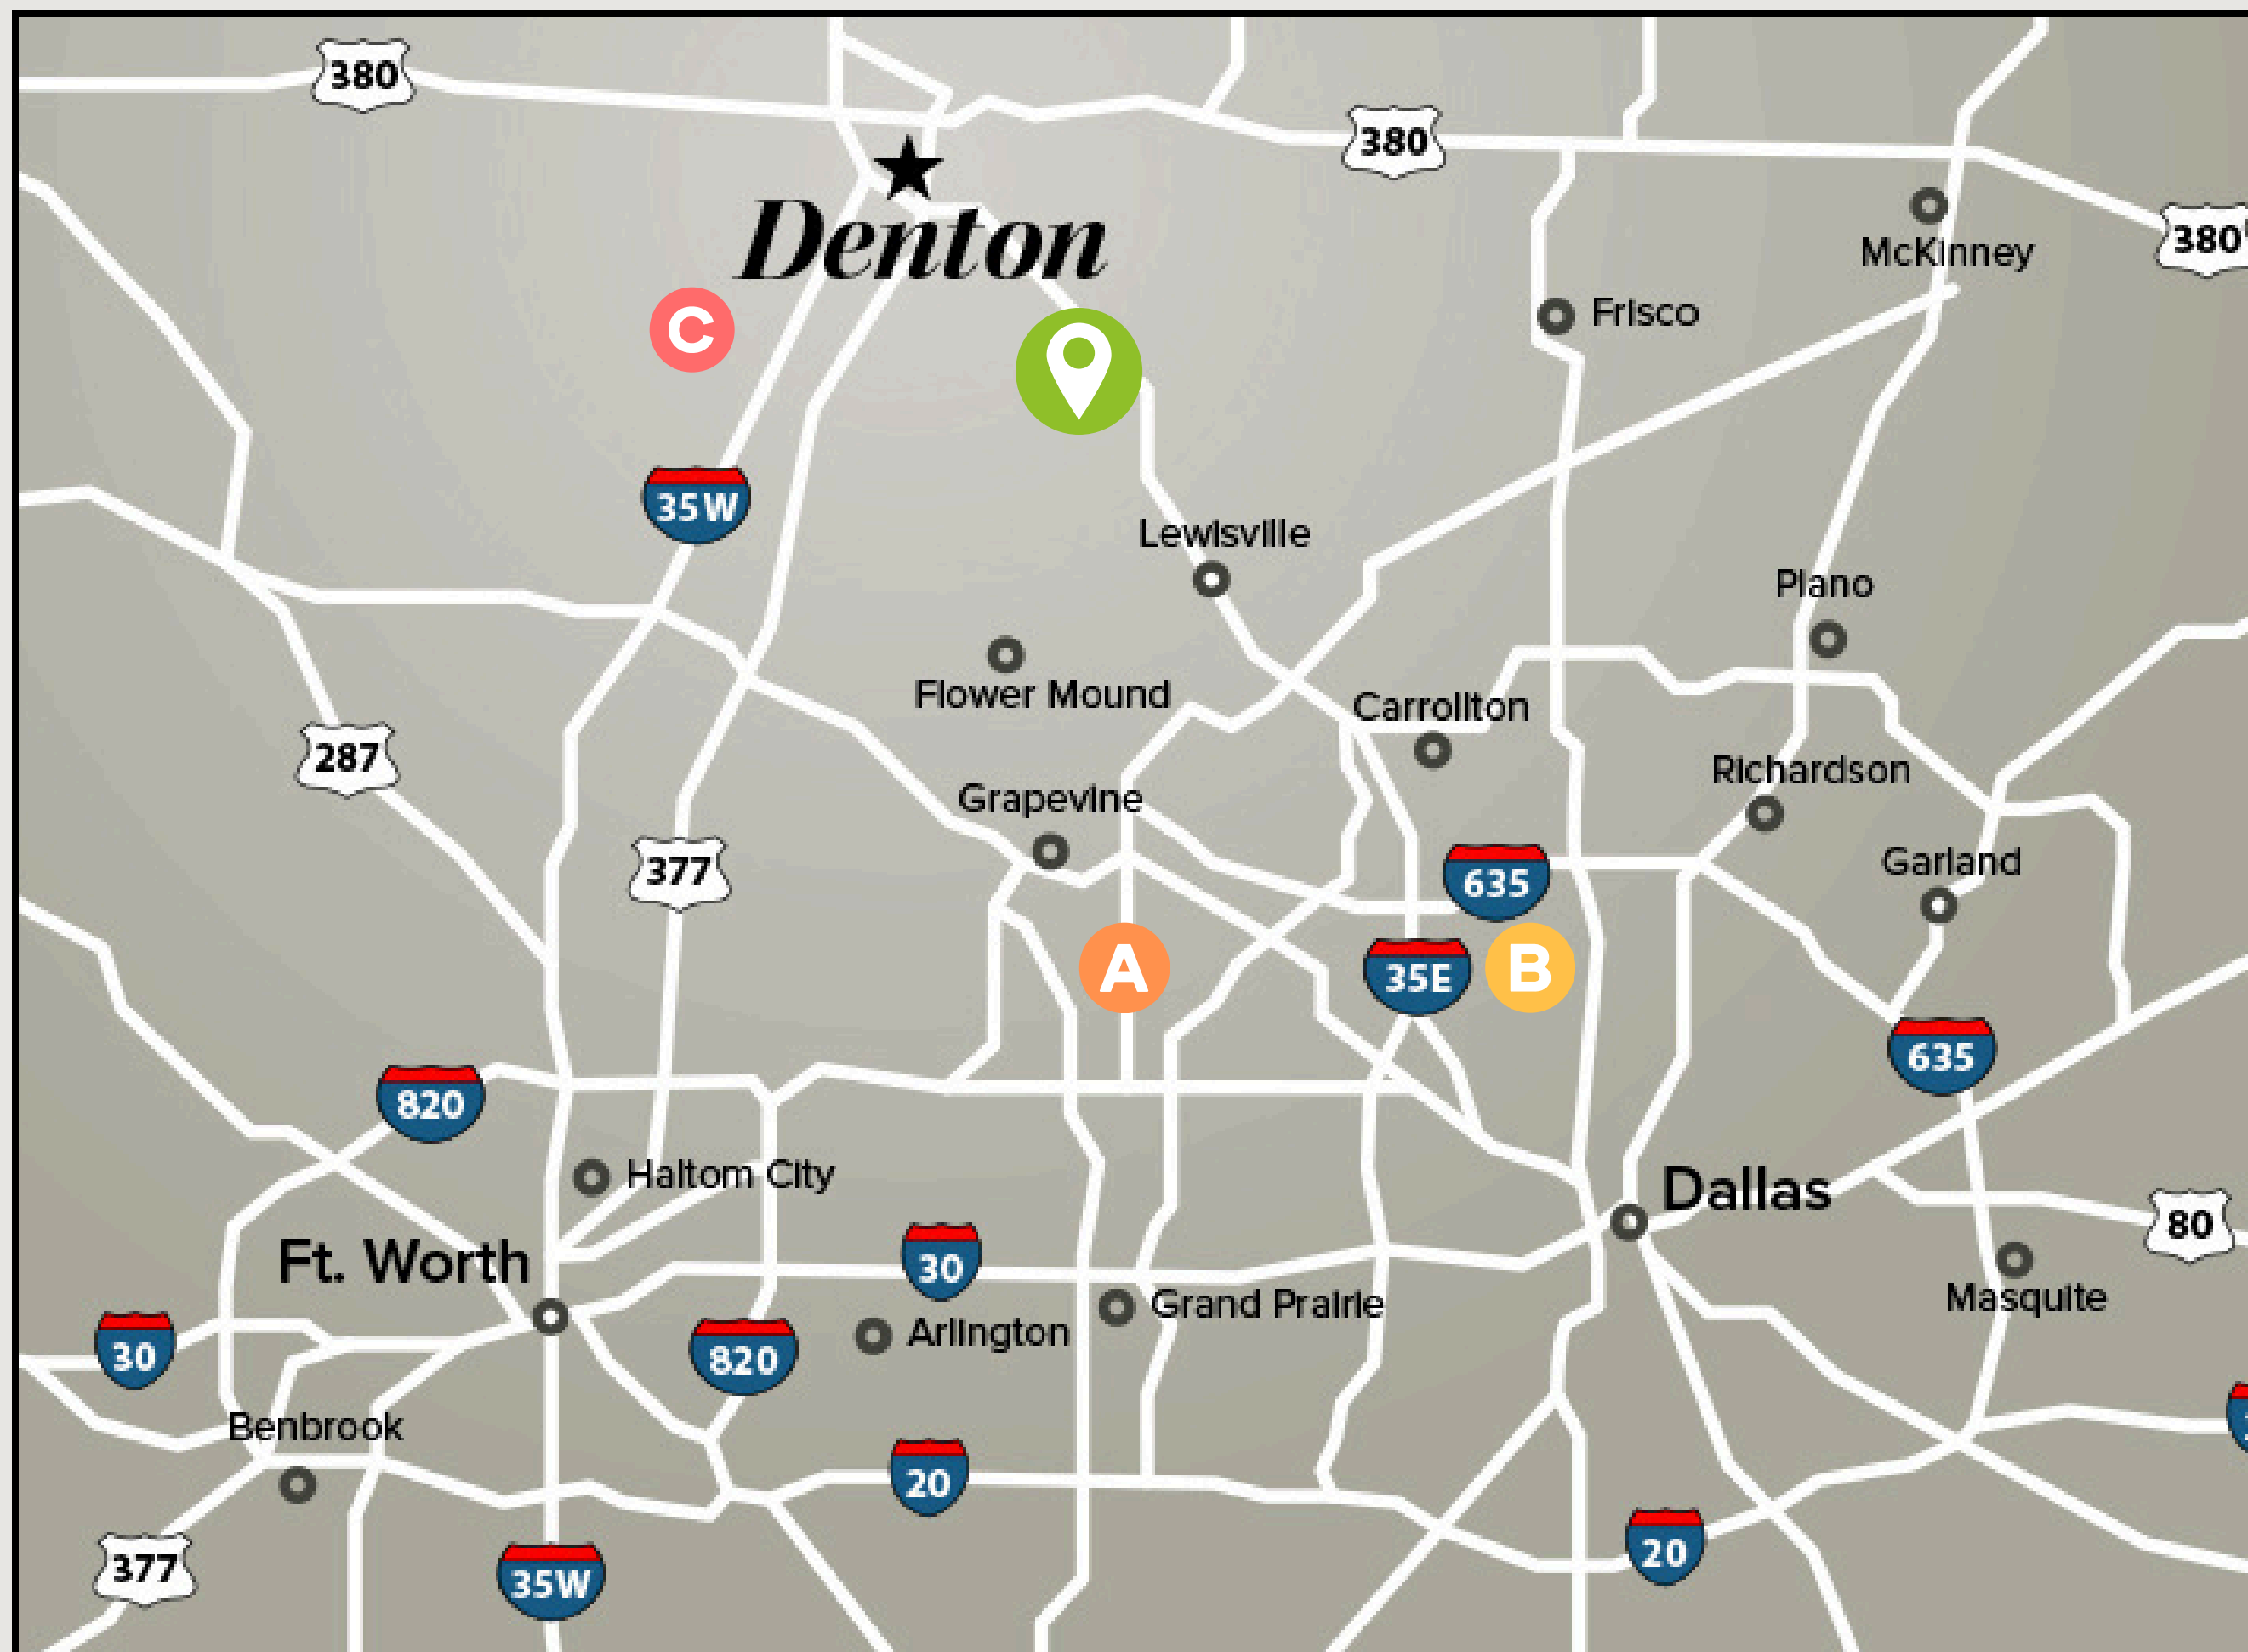 380
380
Denton
McKinney
380
C
Frisco
35W
Lewisville
Plano
Flower Mound
Carrollton
287
Richardson
Grapevine
377
635
Garland
A
35E
B
635
820
Haltom City
Dallas
80
Ft. Worth
30
Masquite
Grand Prairie
Arlington
30
820
Benbrook
20
20
377
35W